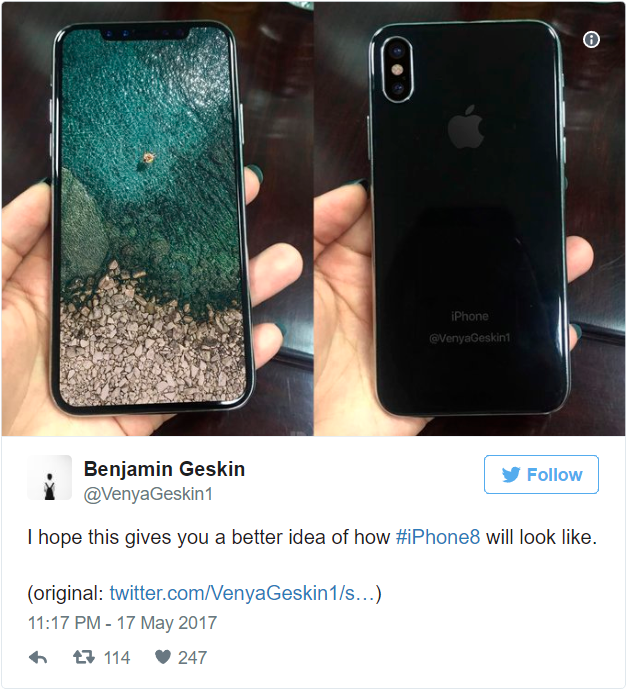 iPhone
@VenyaGeskin1
Benjamin Geskin
@VenyaGeskin1
Follow
I hope this gives you a better idea of how #iPhone8 will look like.
(original: twitter.com/VenyaGeskin1/s…)
11:17 PM - 17 May 2017
114
247